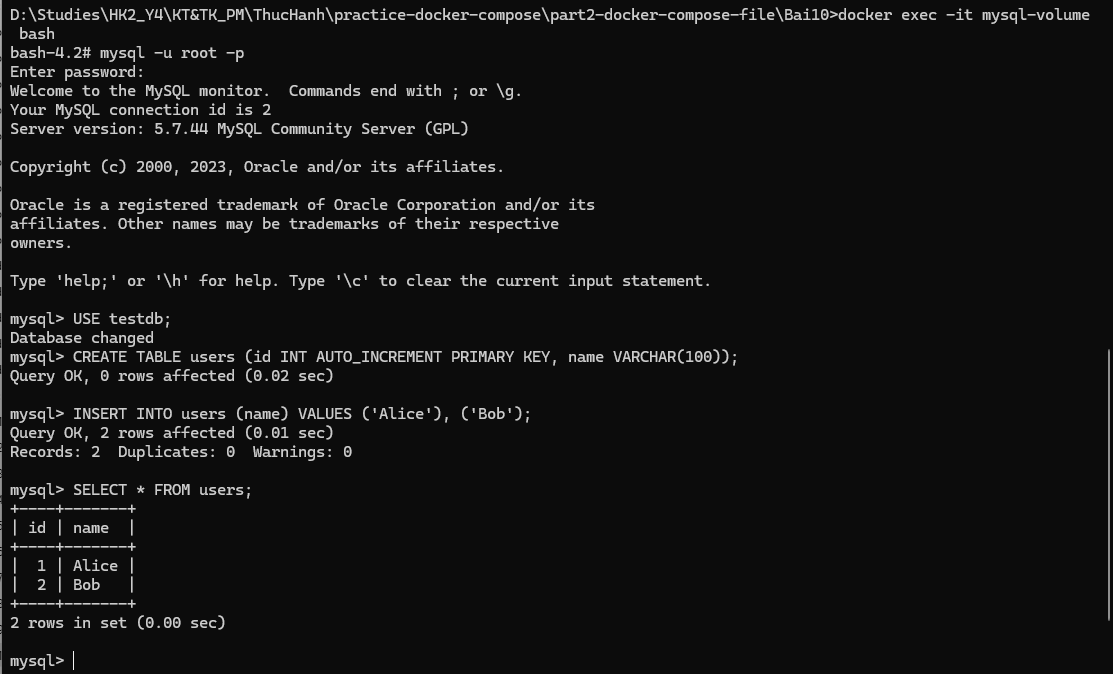 D:\Studies\HK2_Y4\KT&TK_PM\ThucHanh\practice-docker-compose\part2-docker-compose-file\Bai10>docker exec -it mysql-volume
 bash
bash-4.2# mysql -u root -p
Enter password:
Welcome to the MySQL monitor.  Commands end with ; or \g.
Your MySQL connection id is 2
Server version: 5.7.44 MySQL Community Server (GPL)

Copyright (c) 2000, 2023, Oracle and/or its affiliates.

Oracle is a registered trademark of Oracle Corporation and/or its
affiliates. Other names may be trademarks of their respective
owners.

Type 'help;' or '\h' for help. Type '\c' to clear the current input statement.

mysql> USE testdb;
Database changed
mysql> CREATE TABLE users (id INT AUTO_INCREMENT PRIMARY KEY, name VARCHAR(100));
Query OK, 0 rows affected (0.02 sec)

mysql> INSERT INTO users (name) VALUES ('Alice'), ('Bob');
Query OK, 2 rows affected (0.01 sec)
Records: 2  Duplicates: 0  Warnings: 0

mysql> SELECT * FROM users;
+----+-------+
| id | name  |
+----+-------+
|  1 | Alice |
|  2 | Bob   |
+----+-------+
2 rows in set (0.00 sec)

mysql>